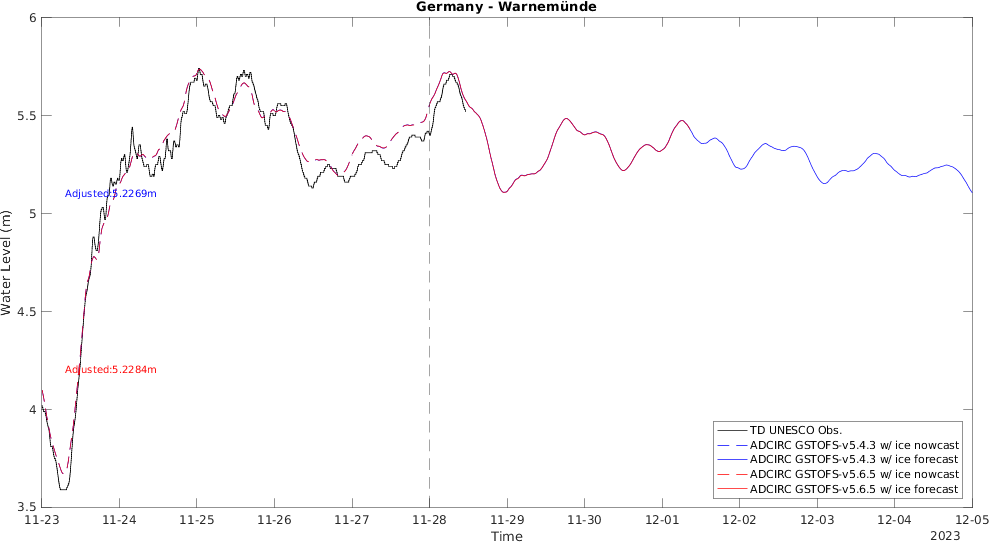 Germany - Warnemünde
6
5.5
5
4.5
4
3.5
Water Level (m)
Adjusted:5.2269m
Adjusted:5.2284m
TD UNESCO Obs.
ADCIRC GSTOFS-v5.4.3 w/ ice nowcast
ADCIRC GSTOFS-v5.4.3 w/ ice forecast
ADCIRC GSTOFS-v5.6.5 w/ ice nowcast
ADCIRC GSTOFS-v5.6.5 w/ ice forecast
11-23 11-24 11-25 11-26 11-27 11-28 11-29 11-30 12-01 12-02 12-03 12-04 12-05
Time
2023